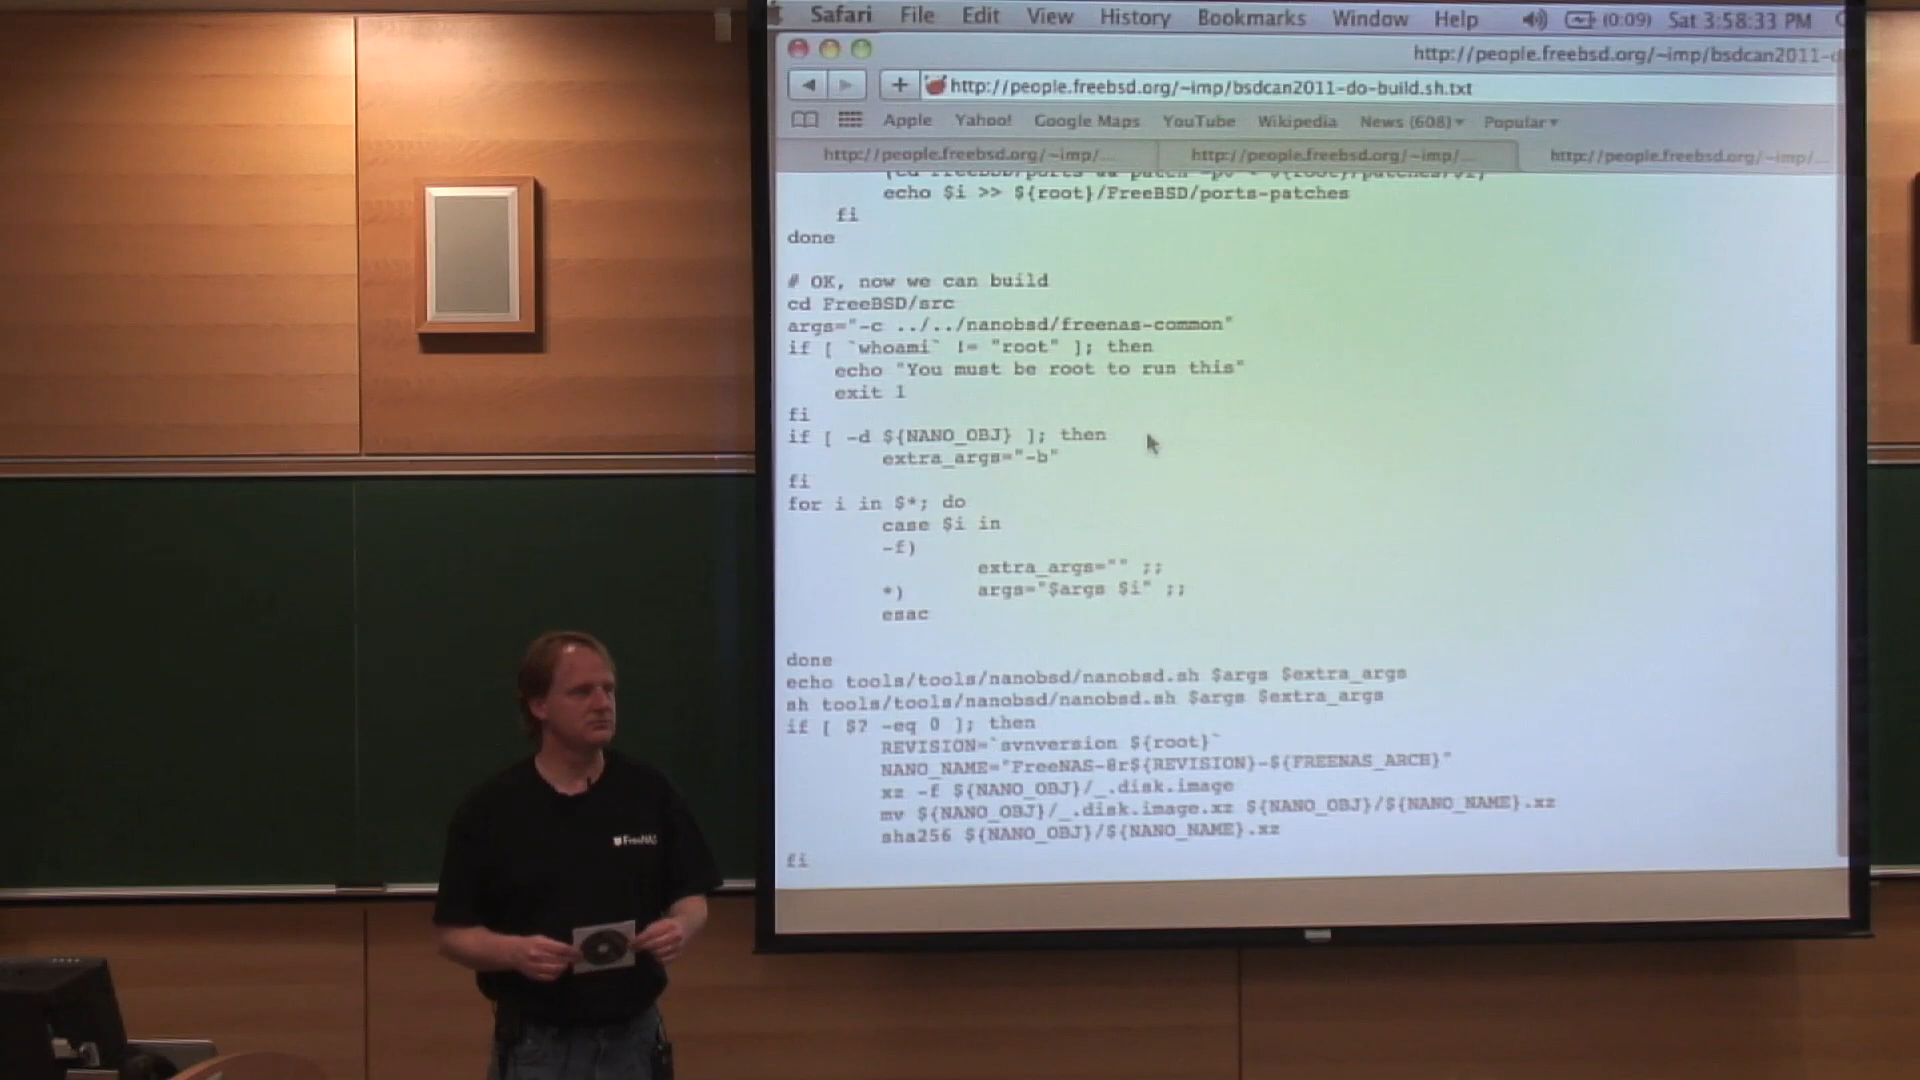 Safari File Edit View History Bookmarks Window Help (0:09) Sat 3:58:33 PM
http://people.freebsd.org/~imp/bsdcan2011-d
http://people.freebsd.org/~imp/bsdcan2011-do-build.sh.txt
Apple Yahoo! Google Maps YouTube Wikipedia News (608) Popular
http://people.freebsd.org/~imp/... http://people.freebsd.org/~imp/... http://people.freebsd.org/~imp/...
(cd FreeBSD/ports && patch -p0 < ${root}/patches/$i)
echo $i >> ${root}/FreeBSD/ports-patches
fi
done
# OK, now we can build
cd FreeBSD/src
args="-c ../../nanobsd/freenas-common"
if [ `whoami` != "root" ]; then
echo "You must be root to run this"
exit 1
fi
if [ -d ${NANO_OBJ} ]; then
extra_args="-b"
fi
for i in $*; do
case $i in
-f)
extra_args="" ;;
*) args="$args $i" ;;
esac
done
echo tools/tools/nanobsd/nanobsd.sh $args $extra_args
sh tools/tools/nanobsd/nanobsd.sh $args $extra_args
if [ $? -eq 0 ]; then
REVISION=`svnversion ${root}`
NANO_NAME="FreeNAS-8r${REVISION}-${FREENAS_ARCH}"
xz -f ${NANO_OBJ}/_.disk.image
mv ${NANO_OBJ}/_.disk.image.xz ${NANO_OBJ}/${NANO_NAME}.xz
sha256 ${NANO_OBJ}/${NANO_NAME}.xz
fi
FreeNAS